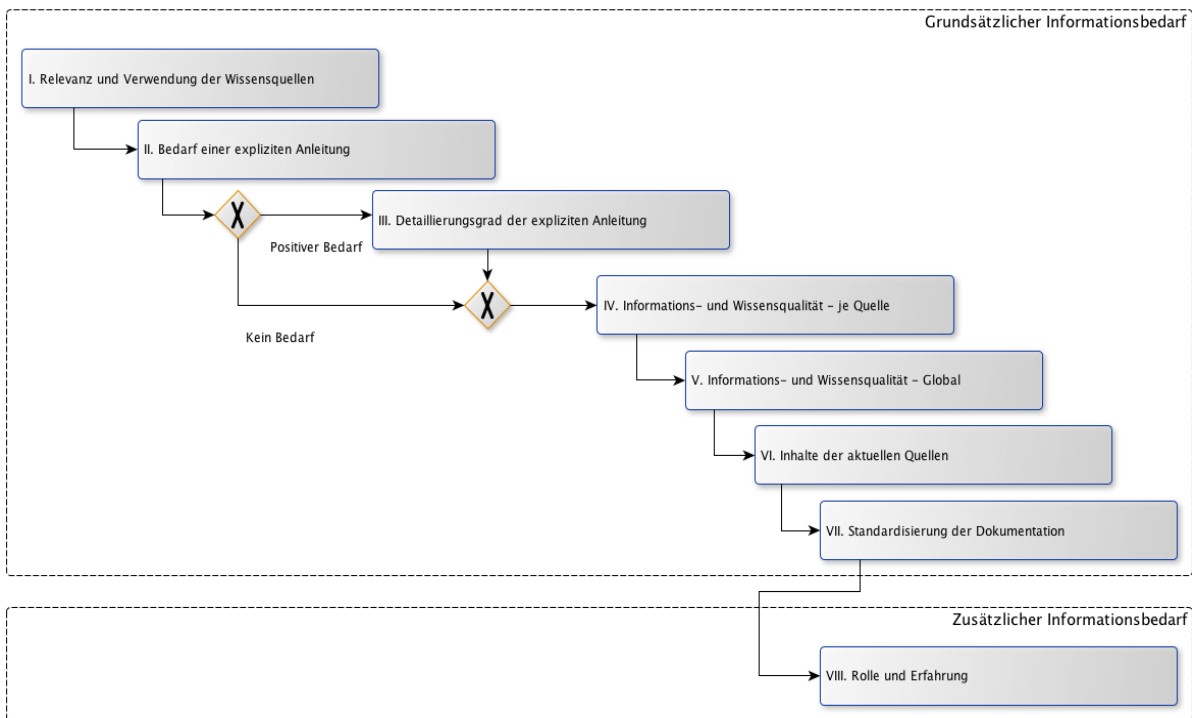 Grundsätzlicher Informationsbedarf
I. Relevanz und Verwendung der Wissensquellen
II. Bedarf einer expliziten Anleitung
X
III. Detaillierungsgrad der expliziten Anleitung
Positiver Bedarf
X
IV. Informations- und Wissensqualität - je Quelle
Kein Bedarf
V. Informations- und Wissensqualität - Global
VI. Inhalte der aktuellen Quellen
VII. Standardisierung der Dokumentation
Zusätzlicher Informationsbedarf
VIII. Rolle und Erfahrung